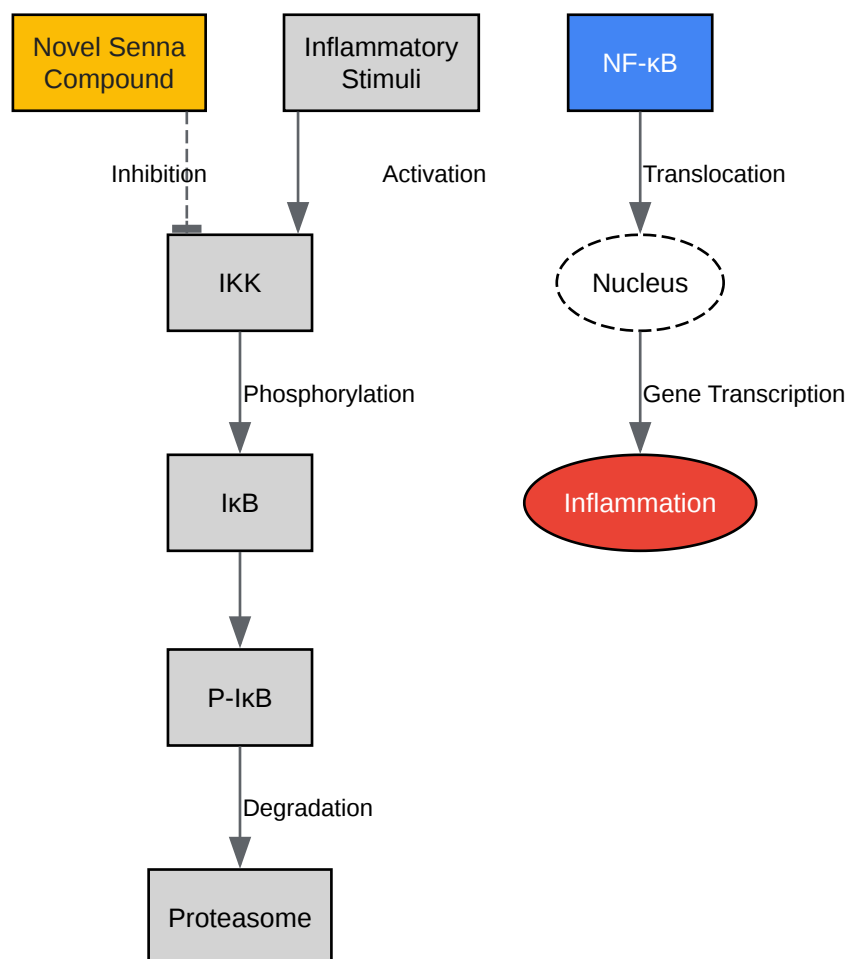 Novel Senna
Compound
Inflammatory
Stimuli
NF-κB
Inhibition
Activation
Translocation
IKK
Nucleus
Phosphorylation
Gene Transcription
IκB
Inflammation
P-IκB
Degradation
Proteasome